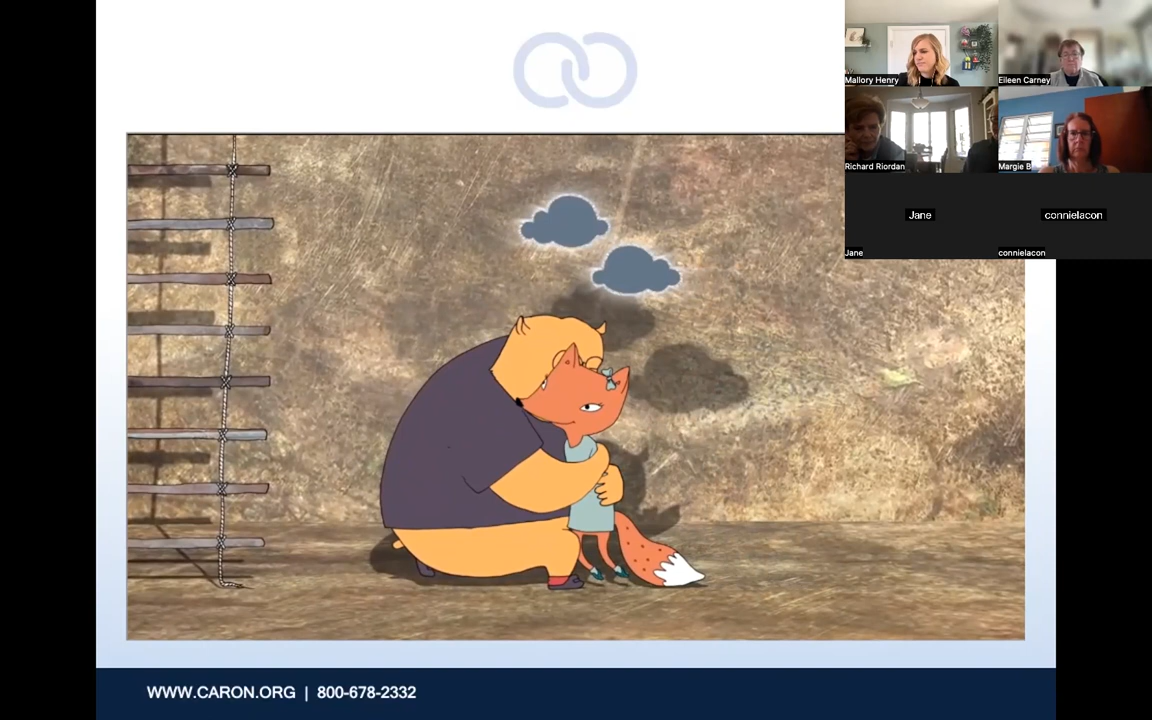 Mallory Henry
Eileen Carney
Richard Riordan
Margie B
Jane
connielacon
Jane
connielacon
WWW.CARON.ORG | 800-678-2332